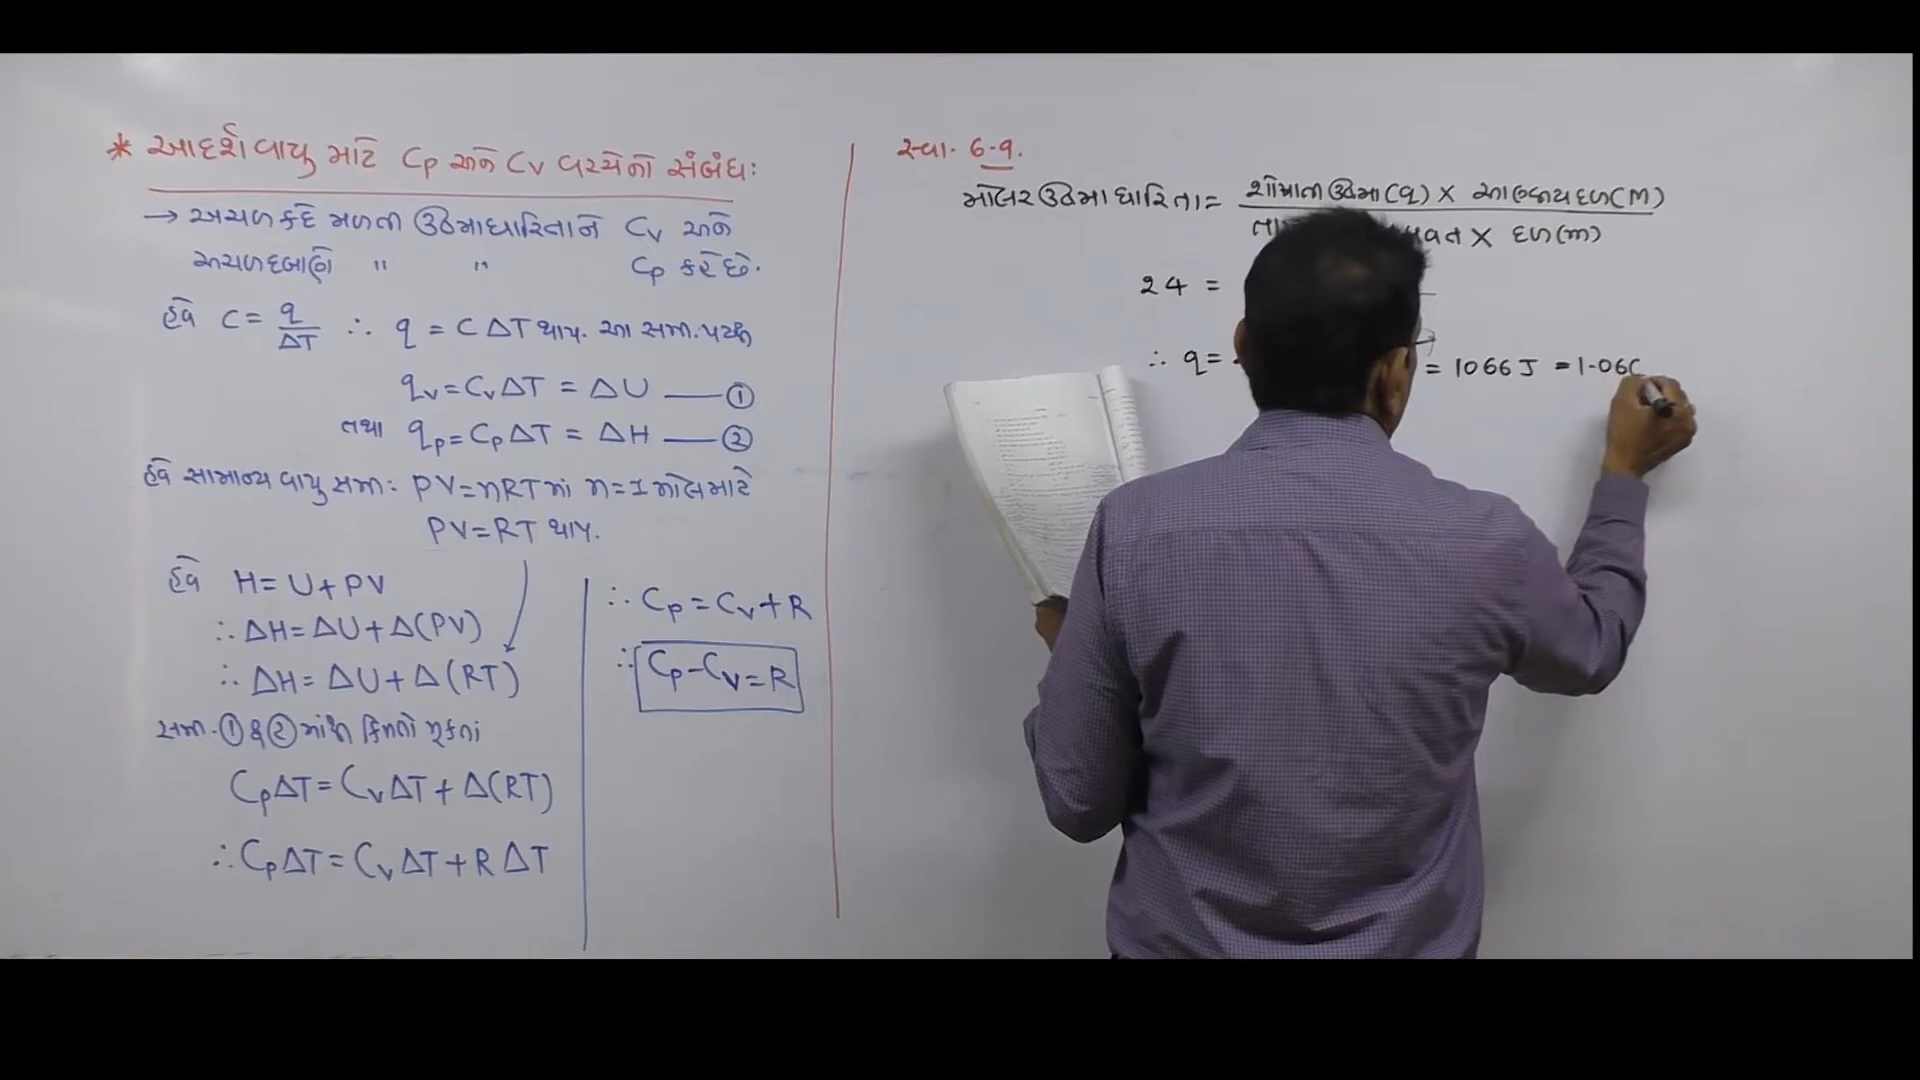 * આદર્શ વાયુ માટે Cp અને Cv વચ્ચેનો સંબંધ:
→ અચળ કદે મળતી ઉષ્માધારિતાને Cv અને
અચળ દબાણે " " Cp કહે છે.
હવે C = q/ΔT ∴ q = CΔT થાય. આ સમી. પરથી
qv = CvΔT = ΔU —— ①
તથા qp = CpΔT = ΔH —— ②
હવે સામાન્ય વાયુ સમી: PV = nRT માં n = 1 મોલ માટે
PV = RT થાય.
હવે H = U + PV
∴ ΔH = ΔU + Δ(PV)
∴ ΔH = ΔU + Δ(RT)
સમી. ① & ② માંથી કિંમતો મૂકતાં
CpΔT = CvΔT + Δ(RT)
∴ CpΔT = CvΔT + RΔT
∴ Cp = Cv + R
∴ Cp - Cv = R
સ્વા. 6.9.
મોલર ઉષ્માધારિતા = શોષાતી ઉષ્મા (q) × આણ્વીયદળ (M)
× દળ (m)
24 =
∴ q = = 1066 J = 1.06